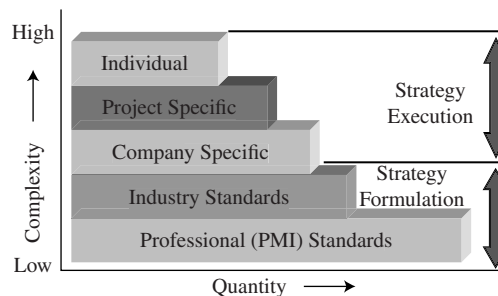 High
Individual
Project Specific
Company Specific
Industry Standards
Professional (PMI) Standards
Strategy
Execution
Strategy
Formulation
Complexity
Low
Quantity